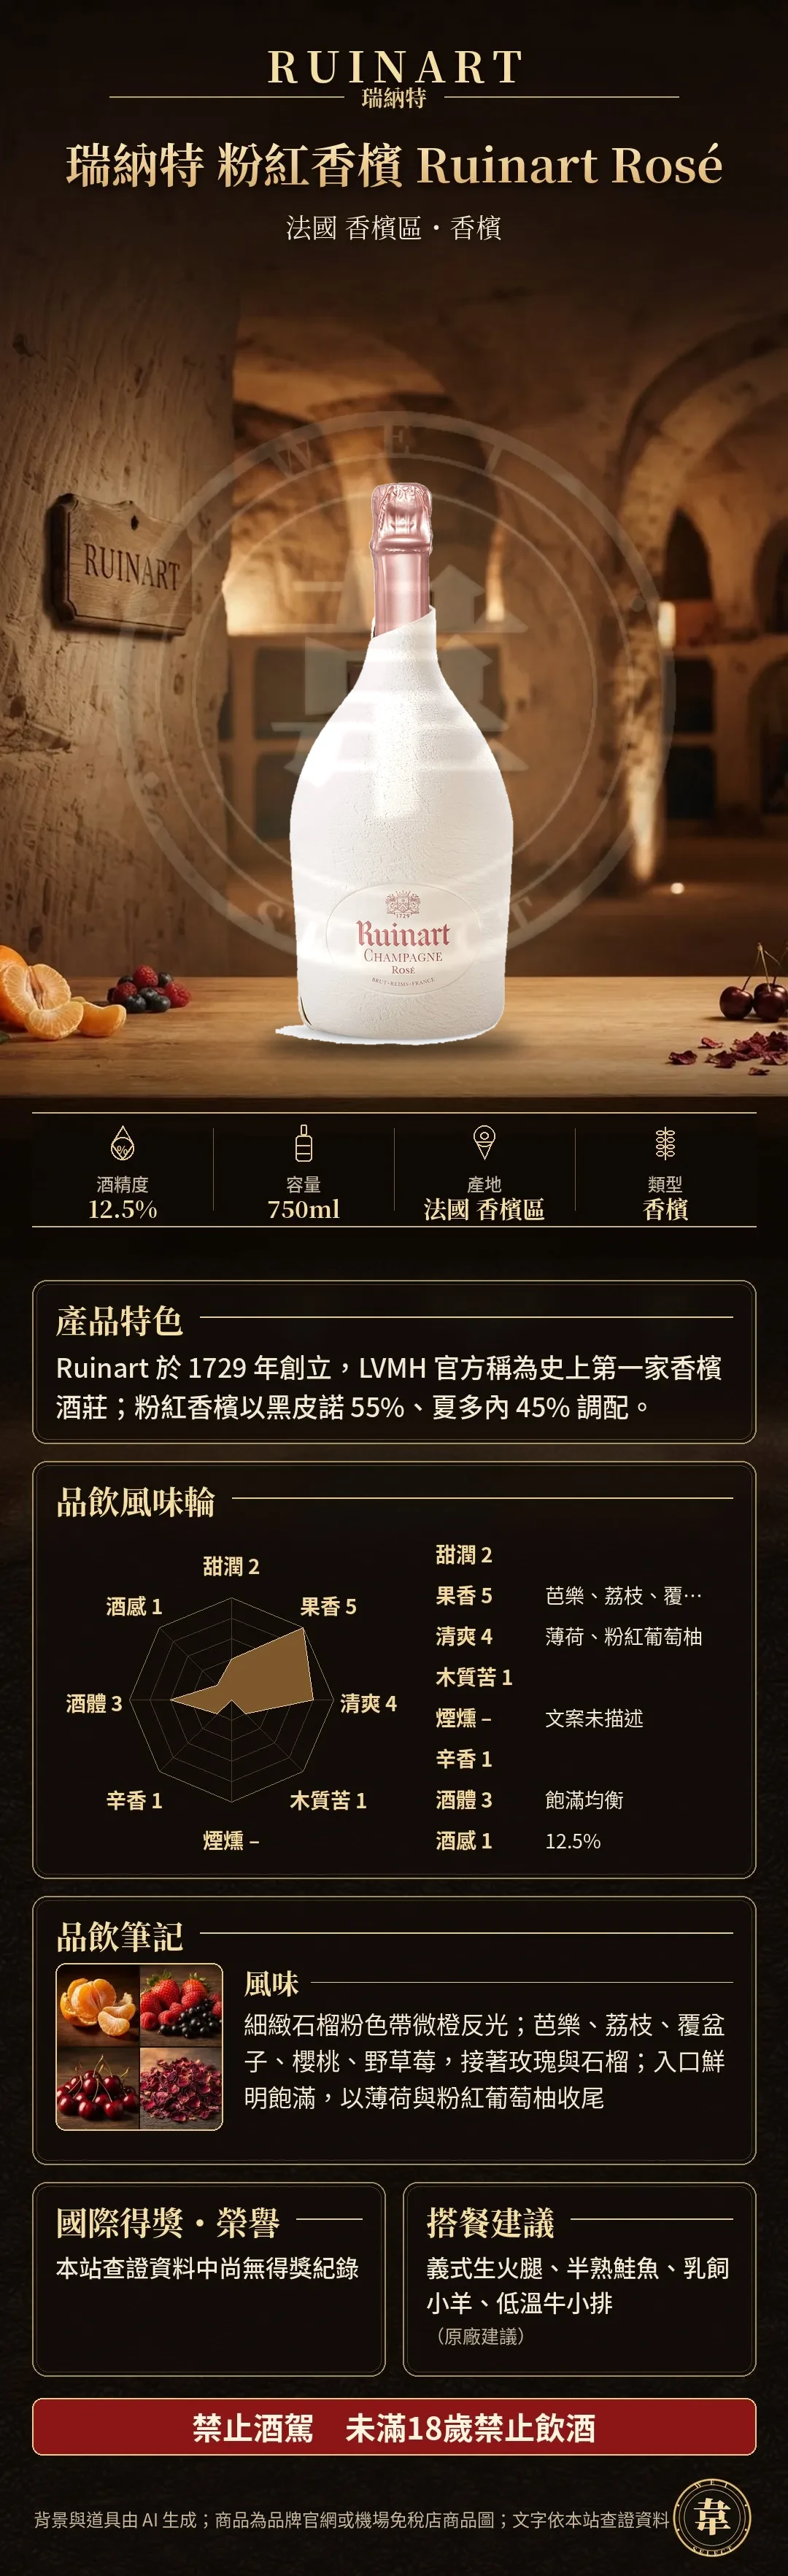 RUINART
瑞納特
瑞納特 粉紅香檳 Ruinart Rosé
法國 香檳區・香檳
W E I
RUINART
韋
1729
Ruinart
CHAMPAGNE
ROSÉ
BRUT-REIMS-FRANCE
%
酒精度
12.5%
容量
750ml
產地
法國 香檳區
類型
香檳
產品特色
Ruinart 於 1729 年創立，LVMH 官方稱為史上第一家香檳
酒莊；粉紅香檳以黑皮諾 55%、夏多內 45% 調配。
品飲風味輪
甜潤 2
果香 5
清爽 4
木質苦 1
煙燻 –
辛香 1
酒體 3
酒感 1
甜潤 2
果香 5 芭樂、荔枝、覆…
清爽 4 薄荷、粉紅葡萄柚
木質苦 1
煙燻 – 文案未描述
辛香 1
酒體 3 飽滿均衡
酒感 1 12.5%
品飲筆記
風味
細緻石榴粉色帶微橙反光；芭樂、荔枝、覆盆
子、櫻桃、野草莓，接著玫瑰與石榴；入口鮮
明飽滿，以薄荷與粉紅葡萄柚收尾
國際得獎・榮譽
本站查證資料中尚無得獎紀錄
搭餐建議
義式生火腿、半熟鮭魚、乳飼
小羊、低溫牛小排
（原廠建議）
禁止酒駕 未滿18歲禁止飲酒
背景與道具由 AI 生成；商品為品牌官網或機場免稅店商品圖；文字依本站查證資料
WEI
韋
SELECT